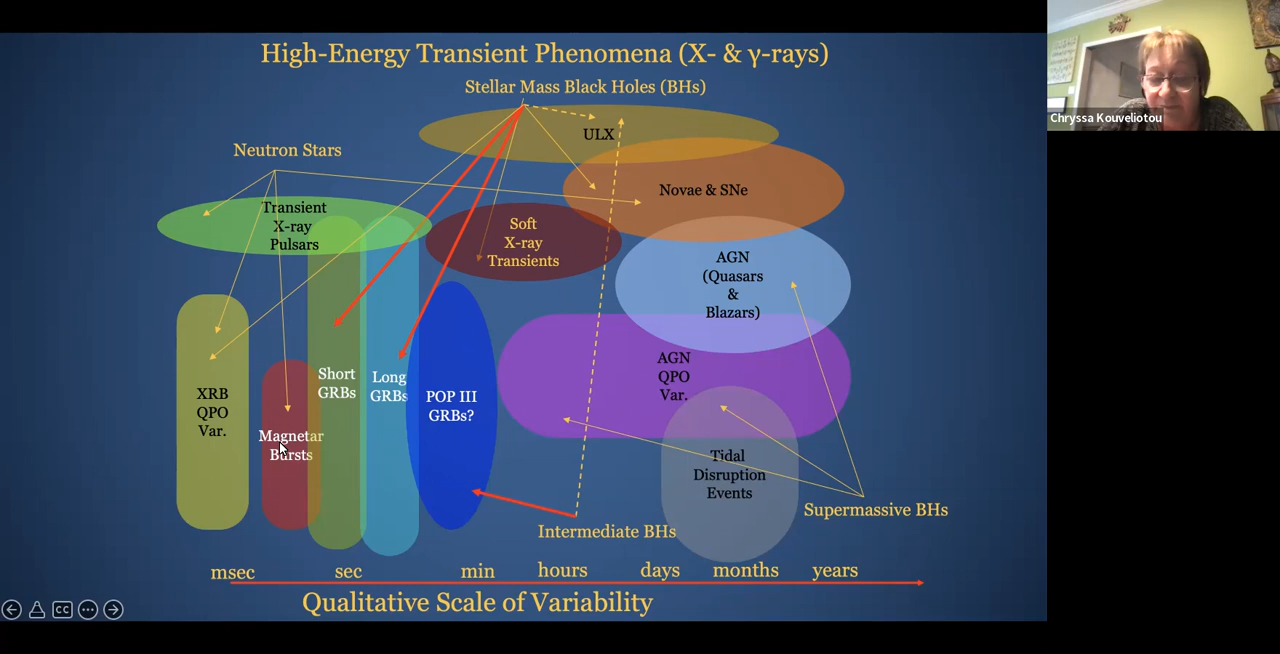 High-Energy Transient Phenomena (X- & γ-rays)
Stellar Mass Black Holes (BHs)
Chryssa Kouveliotou
ULX
Neutron Stars
Novae & SNe
Transient
X-ray
Pulsars
Soft
X-ray
Transients
AGN
(Quasars
&
Blazars)
AGN
QPO
Var.
Short
GRBs
Long
GRBs
POP III
GRBs?
XRB
QPO
Var.
Magnetar
Bursts
Tidal
Disruption
Events
Supermassive BHs
Intermediate BHs
msec sec min hours days months years
Qualitative Scale of Variability
CC